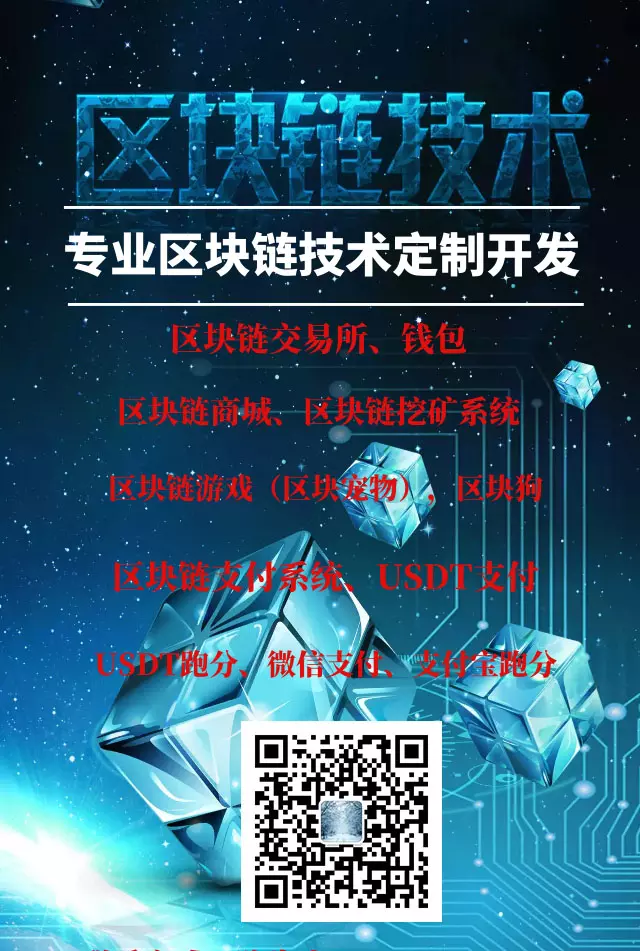 区块链技术
专业区块链技术定制开发
区块链交易所、钱包
区块链商城、区块链挖矿系统
区块链游戏（区块宠物），区块狗
区块链支付系统、USDT支付
USDT跑分、微信支付、支付宝跑分